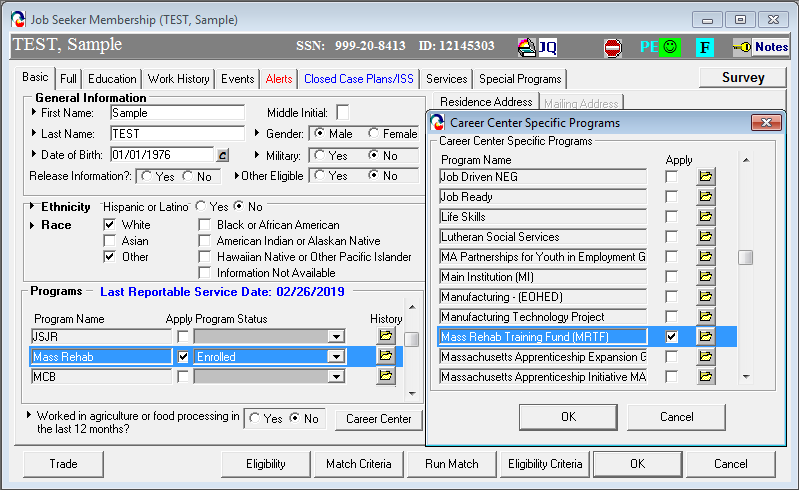 Job Seeker Membership (TEST, Sample)
TEST, Sample SSN: 999-20-8413 ID: 12145303 JQ PE F Notes
Basic Full Education Work History Events Alerts Closed Case Plans/ISS Services Special Programs Survey
General Information
First Name: Sample Middle Initial:
Last Name: TEST Gender: Male Female
Date of Birth: 01/01/1976 C Military: Yes No
Release Information?: Yes No Other Eligible Yes No
Ethnicity Hispanic or Latino Yes No
Race White Black or African American
Asian American Indian or Alaskan Native
Other Hawaiian Native or Other Pacific Islander
Information Not Available
Programs Last Reportable Service Date: 02/26/2019
Program Name Apply Program Status History
JSJR
Mass Rehab Enrolled
MCB
Worked in agriculture or food processing in the last 12 months? Yes No Career Center
Residence Address Mailing Address
Career Center Specific Programs
Career Center Specific Programs
Program Name Apply
Job Driven NEG
Job Ready
Life Skills
Lutheran Social Services
MA Partnerships for Youth in Employment G
Main Institution (MI)
Manufacturing - (EOHED)
Manufacturing Technology Project
Mass Rehab Training Fund (MRTF)
Massachusetts Apprenticeship Expansion G
Massachusetts Apprenticeship Initiative MA
OK Cancel
Trade Eligibility Match Criteria Run Match Eligibility Criteria OK Cancel